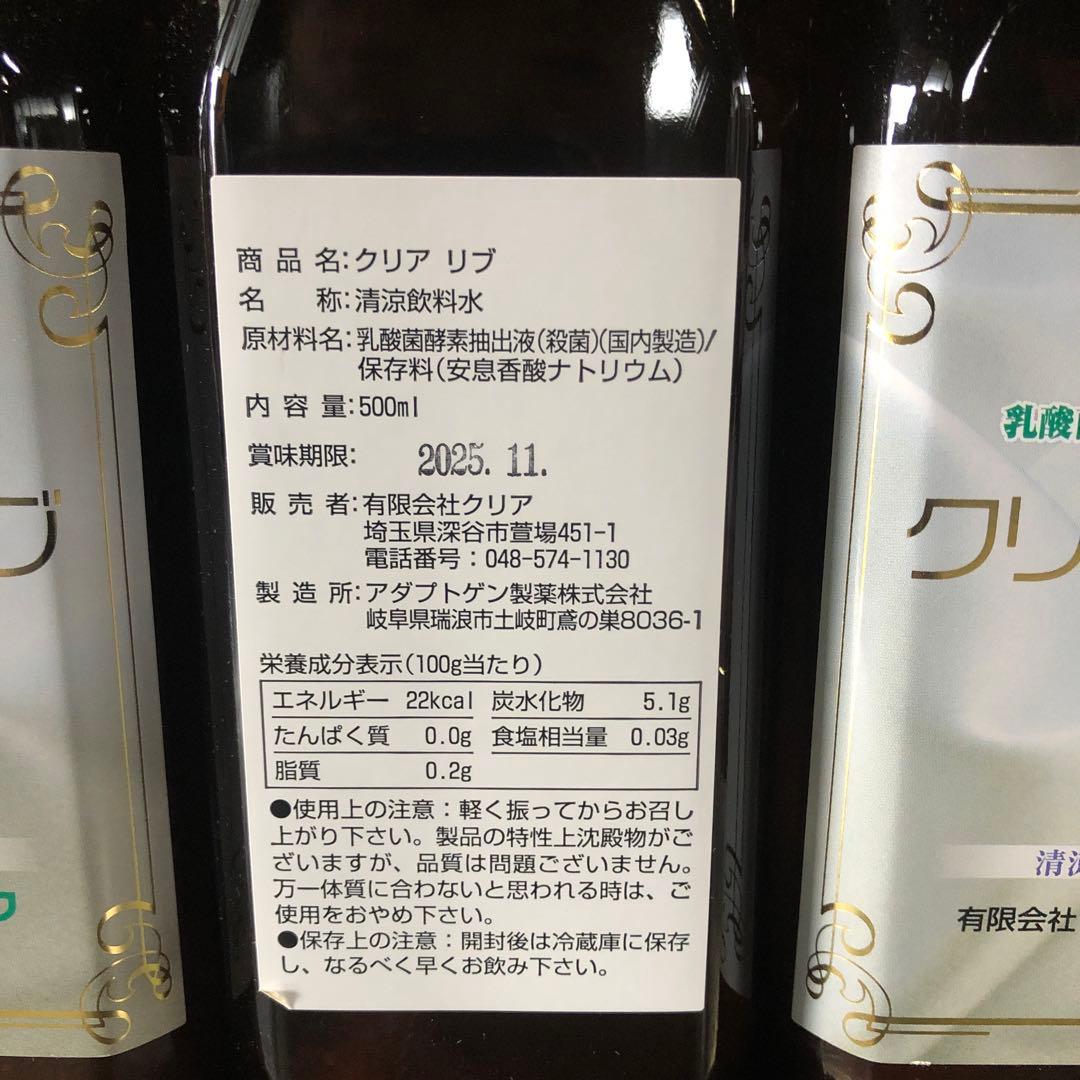 商品名:クリア リブ
名 称:清涼飲料水
原材料名:乳酸菌酵素抽出液(殺菌)(国内製造)/
保存料(安息香酸ナトリウム)
内容量:500ml
賞味期限: 2025. 11.
販売者:有限会社クリア
埼玉県深谷市萱場451-1
電話番号:048-574-1130
製造所:アダプトゲン製薬株式会社
岐阜県瑞浪市土岐町鳶の巣8036-1
栄養成分表示(100g当たり)
エネルギー 22kcal 炭水化物 5.1g
たんぱく質 0.0g 食塩相当量 0.03g
脂質 0.2g
●使用上の注意:軽く振ってからお召し
上がり下さい。製品の特性上沈殿物がご
ざいますが、品質は問題ございません。
万一体質に合わないと思われる時は、ご
使用をおやめ下さい。
●保存上の注意:開封後は冷蔵庫に保存
し、なるべく早くお飲み下さい。
ブ
乳酸
クリ
清涼
有限会社